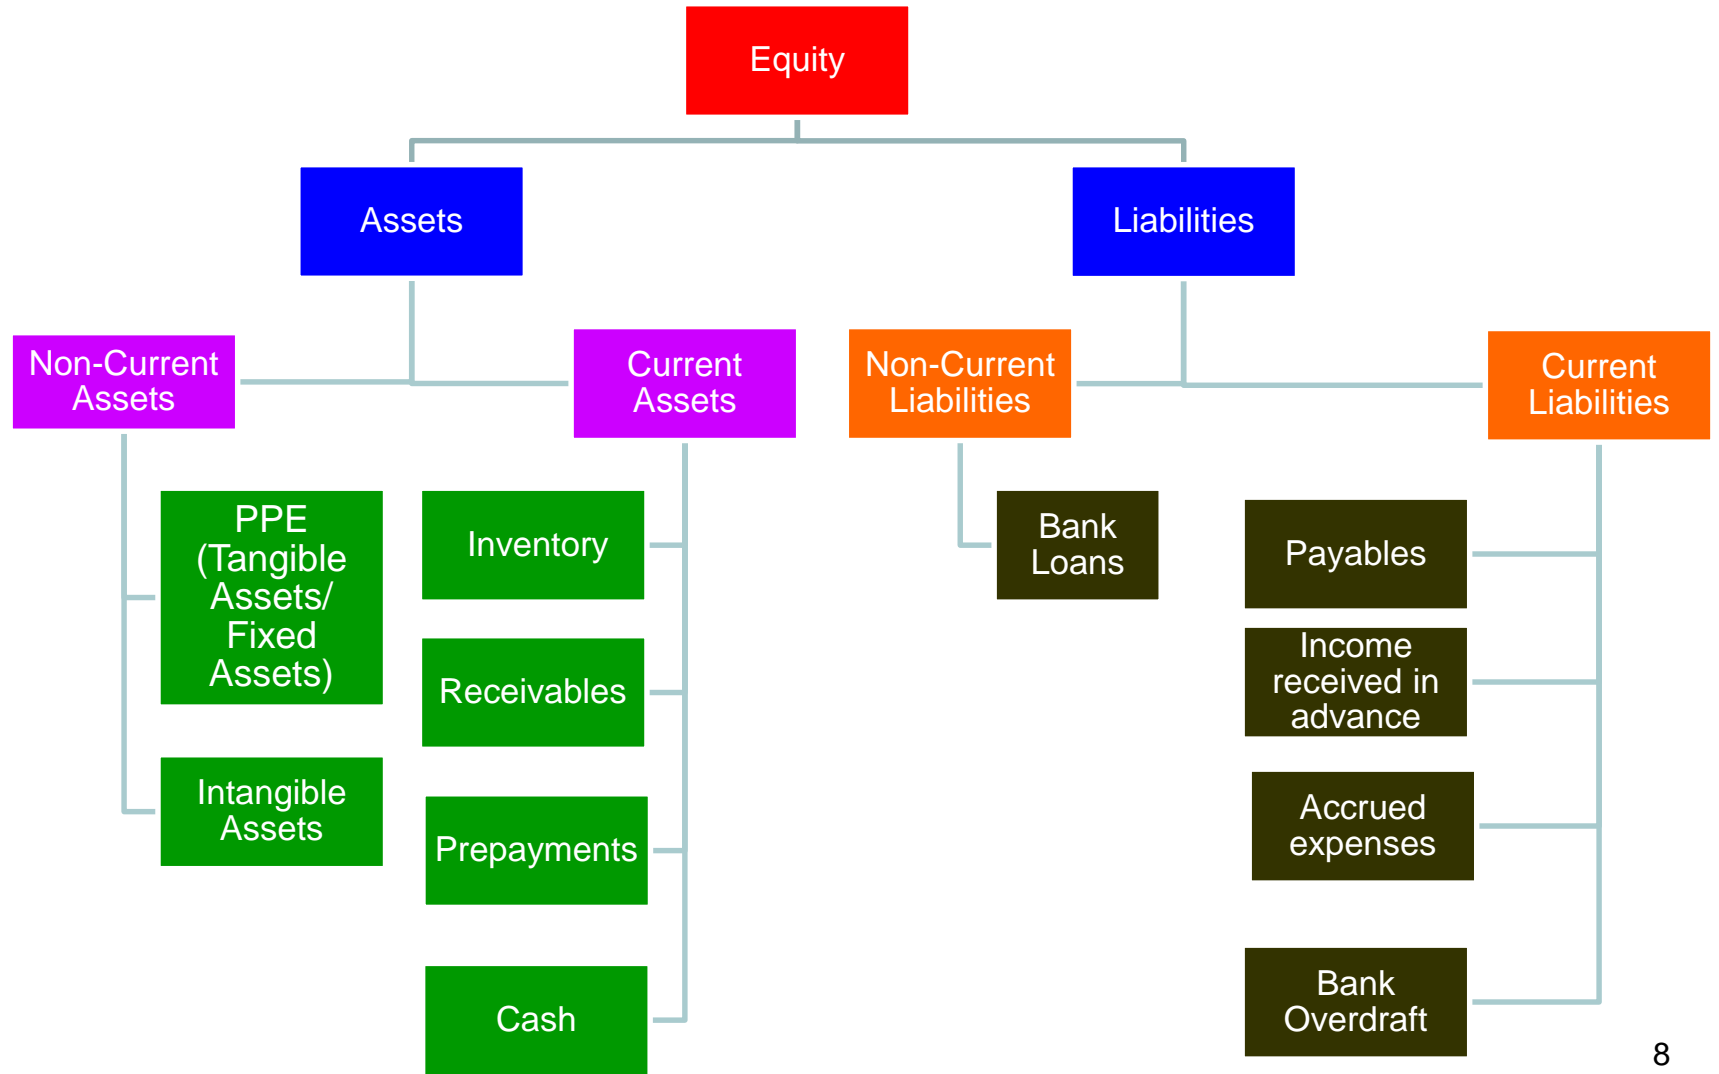 Equity
Assets
Liabilities
Non-Current
Assets
Current
Assets
Non-Current
Liabilities
Current
Liabilities
PPE
(Tangible
Assets/
Fixed
Assets)
Intangible
Assets
Inventory
Receivables
Prepayments
Cash
Bank
Loans
Payables
Income
received in
advance
Accrued
expenses
Bank
Overdraft
8